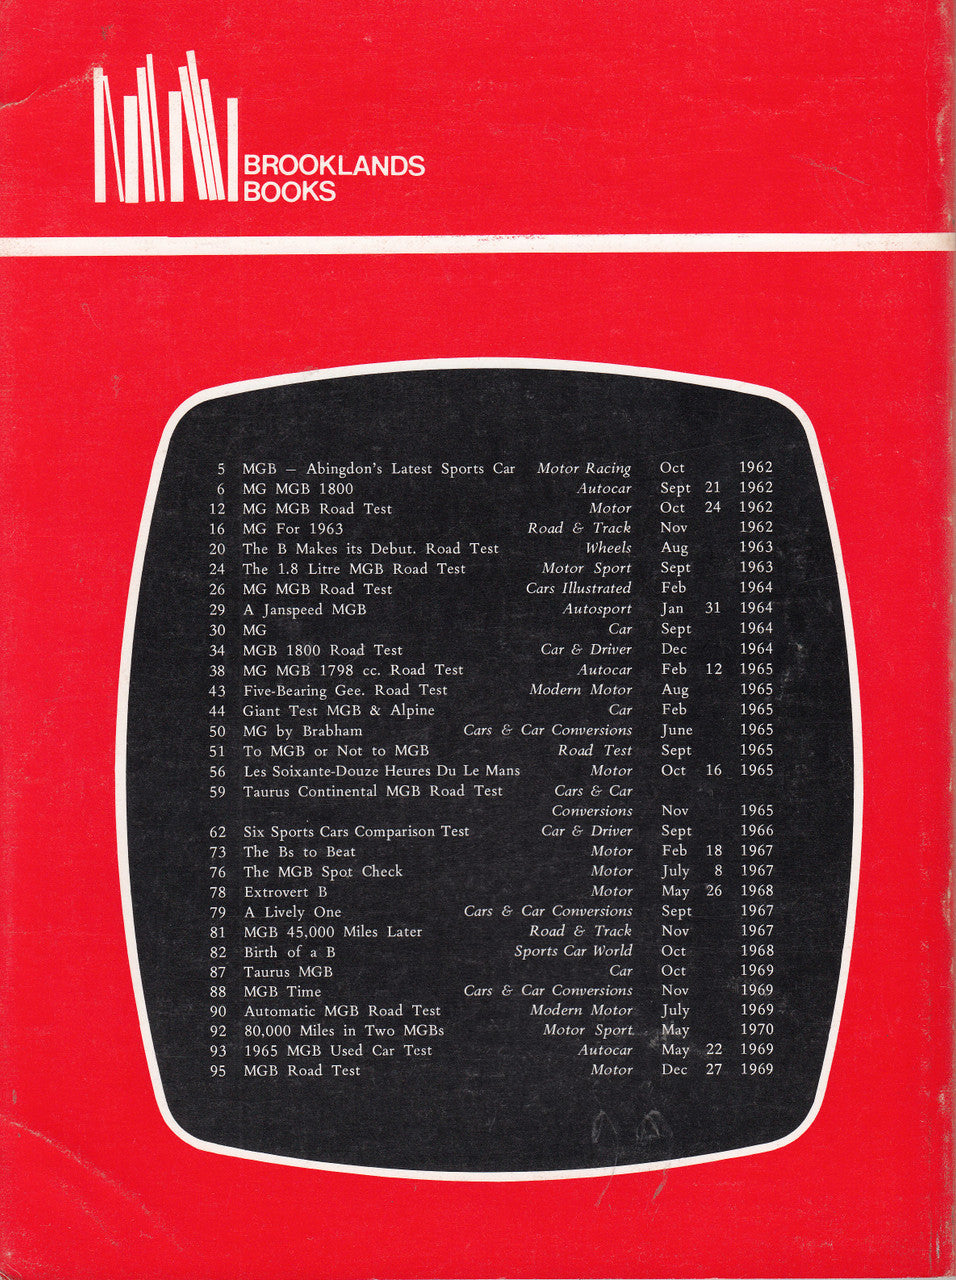 BROOKLANDS
BOOKS
5 MGB – Abingdon's Latest Sports Car Motor Racing Oct 1962
6 MG MGB 1800 Autocar Sept 21 1962
12 MG MGB Road Test Motor Oct 24 1962
16 MG For 1963 Road & Track Nov 1962
20 The B Makes its Debut. Road Test Wheels Aug 1963
24 The 1.8 Litre MGB Road Test Motor Sport Sept 1963
26 MG MGB Road Test Cars Illustrated Feb 1964
29 A Janspeed MGB Autosport Jan 31 1964
30 MG Car Sept 1964
34 MGB 1800 Road Test Car & Driver Dec 1964
38 MG MGB 1798 cc. Road Test Autocar Feb 12 1965
43 Five-Bearing Gee. Road Test Modern Motor Aug 1965
44 Giant Test MGB & Alpine Car Feb 1965
50 MG by Brabham Cars & Car Conversions June 1965
51 To MGB or Not to MGB Road Test Sept 1965
56 Les Soixante-Douze Heures Du Le Mans Motor Oct 16 1965
59 Taurus Continental MGB Road Test Cars & Car
Conversions Nov 1965
62 Six Sports Cars Comparison Test Car & Driver Sept 1966
73 The Bs to Beat Motor Feb 18 1967
76 The MGB Spot Check Motor July 8 1967
78 Extrovert B Motor May 26 1968
79 A Lively One Cars & Car Conversions Sept 1967
81 MGB 45,000 Miles Later Road & Track Nov 1967
82 Birth of a B Sports Car World Oct 1968
87 Taurus MGB Car Oct 1969
88 MGB Time Cars & Car Conversions Nov 1969
90 Automatic MGB Road Test Modern Motor July 1969
92 80,000 Miles in Two MGBs Motor Sport May 1970
93 1965 MGB Used Car Test Autocar May 22 1969
95 MGB Road Test Motor Dec 27 1969